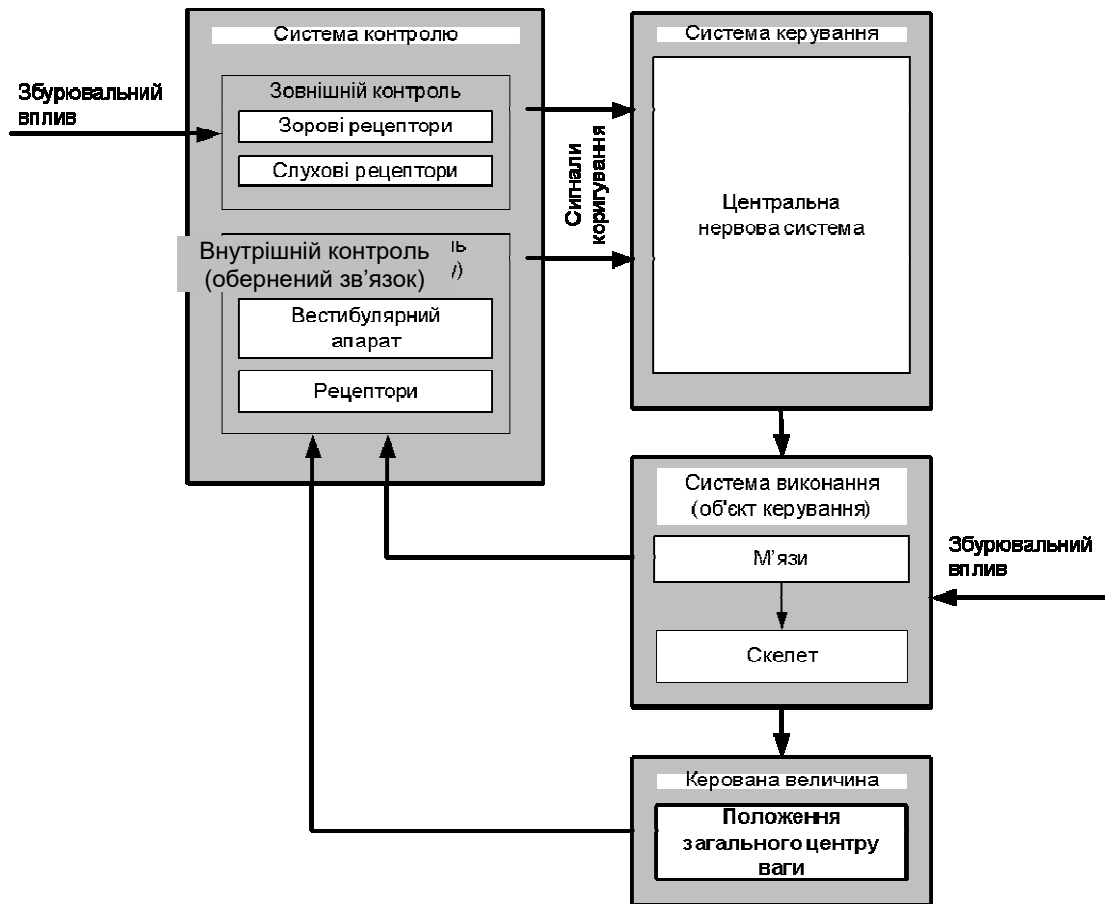 Система контролю
Зовнішній контроль
Зорові рецептори
Слухові рецептори
Внутрішній контроль
(обернений зв’язок)
Вестибулярний
апарат
Рецептори
Збурювальний
вплив
Сигнали
коригування
Система керування
Центральна
нервова система
Система виконання
(об'єкт керування)
М’язи
Скелет
Збурювальний
вплив
Керована величина
Положення
загального центру
ваги